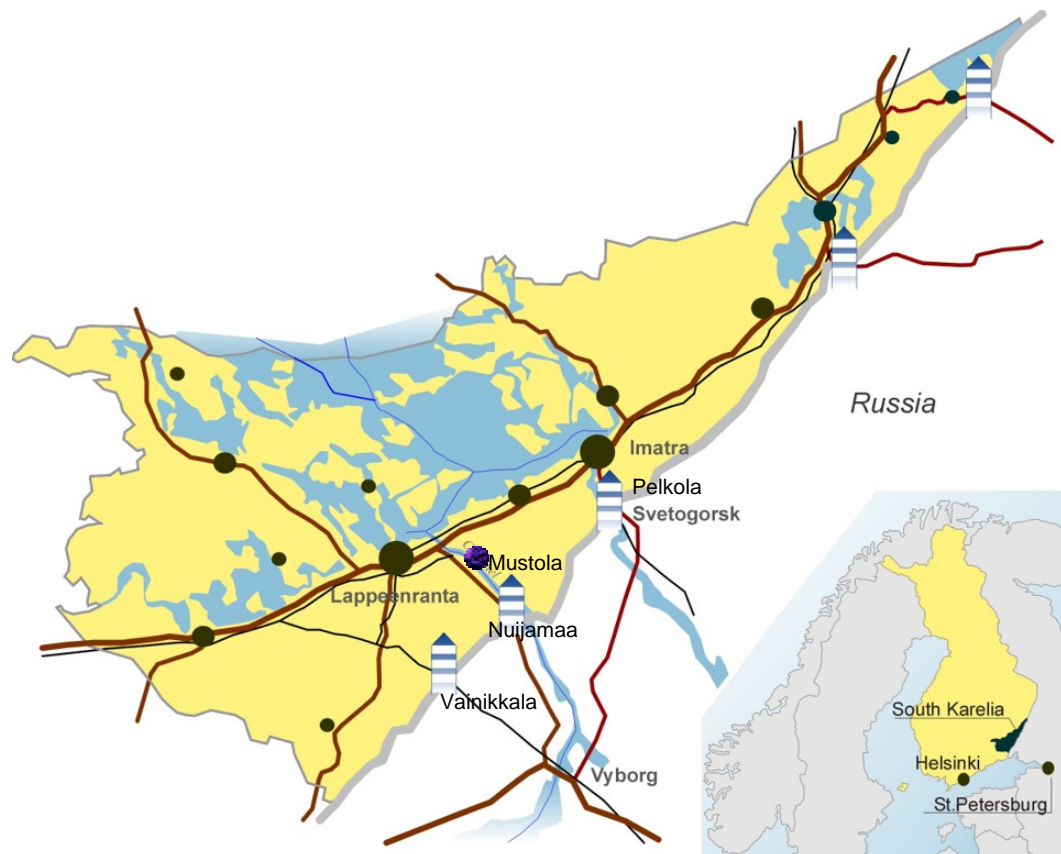 Russia
Imatra
Pelkola
Svetogorsk
Mustola
Lappeenranta
Nuijamaa
Vainikkala
Vyborg
South Karelia
Helsinki
St.Petersburg